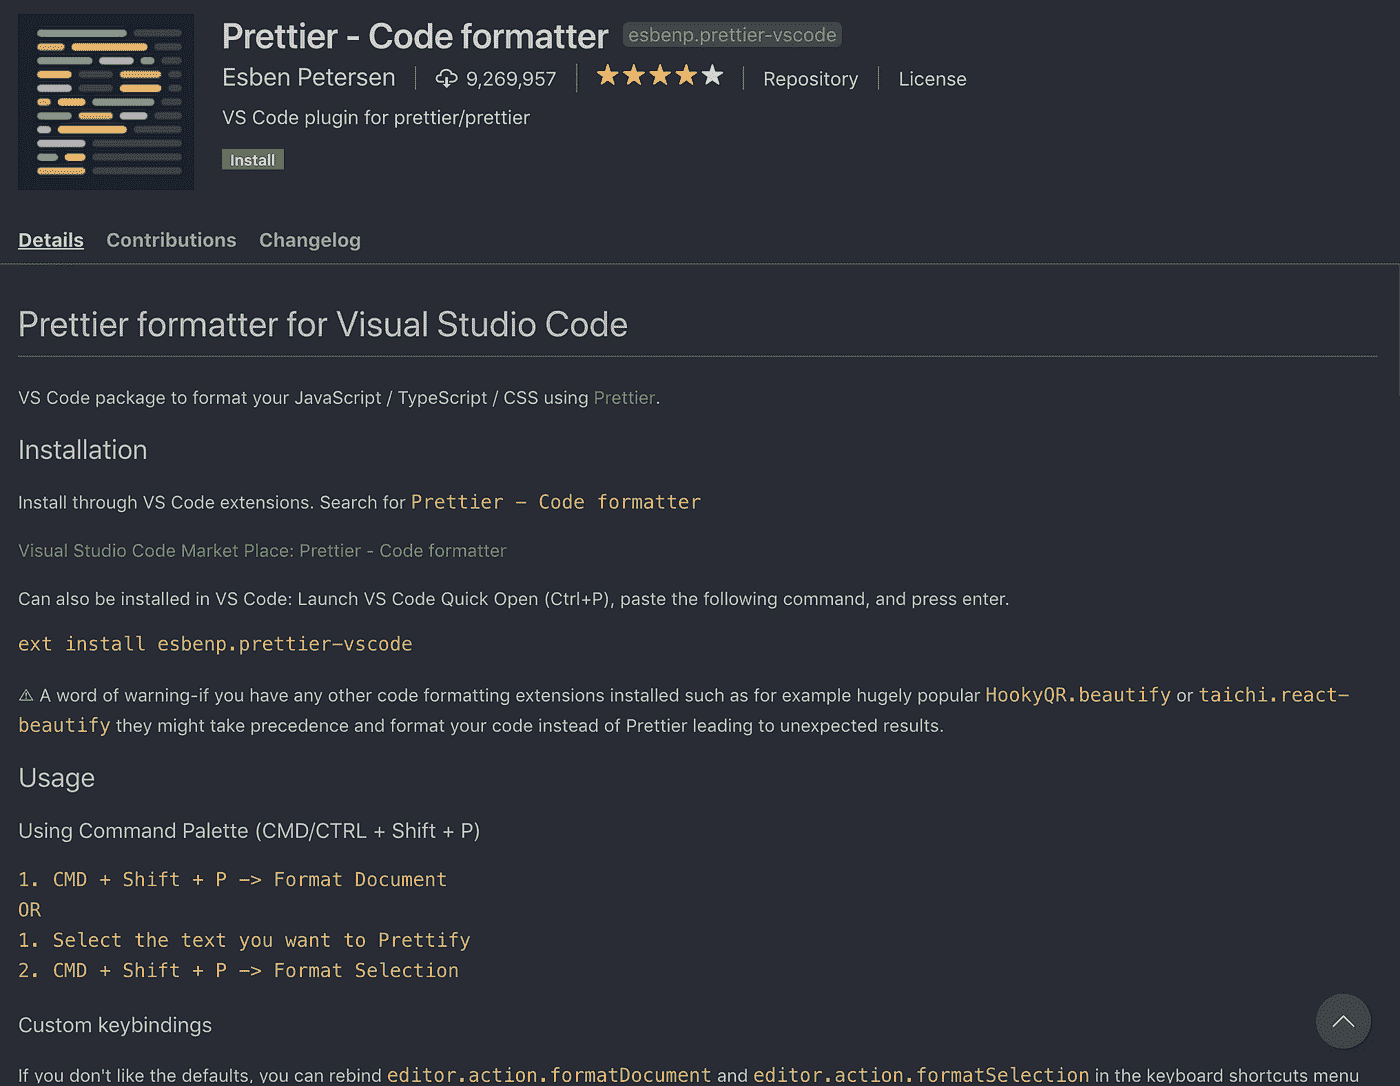 Prettier - Code formatter esbenp.prettier-vscode
Esben Petersen 9,269,957 Repository License
VS Code plugin for prettier/prettier
Install
Details Contributions Changelog
Prettier formatter for Visual Studio Code
VS Code package to format your JavaScript / TypeScript / CSS using Prettier.
Installation
Install through VS Code extensions. Search for Prettier - Code formatter
Visual Studio Code Market Place: Prettier - Code formatter
Can also be installed in VS Code: Launch VS Code Quick Open (Ctrl+P), paste the following command, and press enter.
ext install esbenp.prettier-vscode
⚠ A word of warning-if you have any other code formatting extensions installed such as for example hugely popular HookyQR.beautify or taichi.react-
beautify they might take precedence and format your code instead of Prettier leading to unexpected results.
Usage
Using Command Palette (CMD/CTRL + Shift + P)
1. CMD + Shift + P -> Format Document
OR
1. Select the text you want to Prettify
2. CMD + Shift + P -> Format Selection
Custom keybindings
If you don't like the defaults, you can rebind editor.action.formatDocument and editor.action.formatSelection in the keyboard shortcuts menu